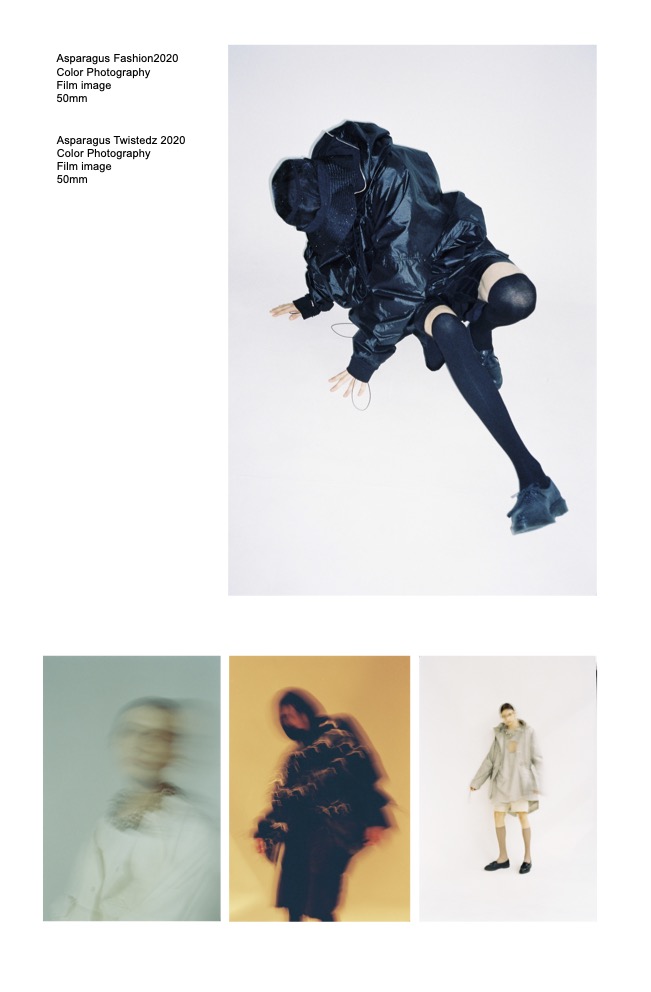 Asparagus Fashion2020
Color Photography
Film image
50mm
Asparagus Twistedz 2020
Color Photography
Film image
50mm